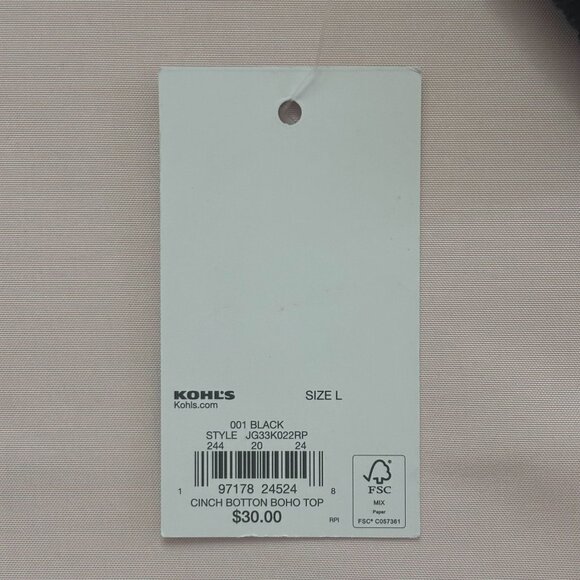 KOHL'S SIZE L
Kohls.com
001 BLACK
STYLE JG33K022RP
244 20 24
1 97178 24524 8
CINCH BOTTON BOHO TOP
$30.00 RPI
FSC
MIX
Paper
FSC® C057361